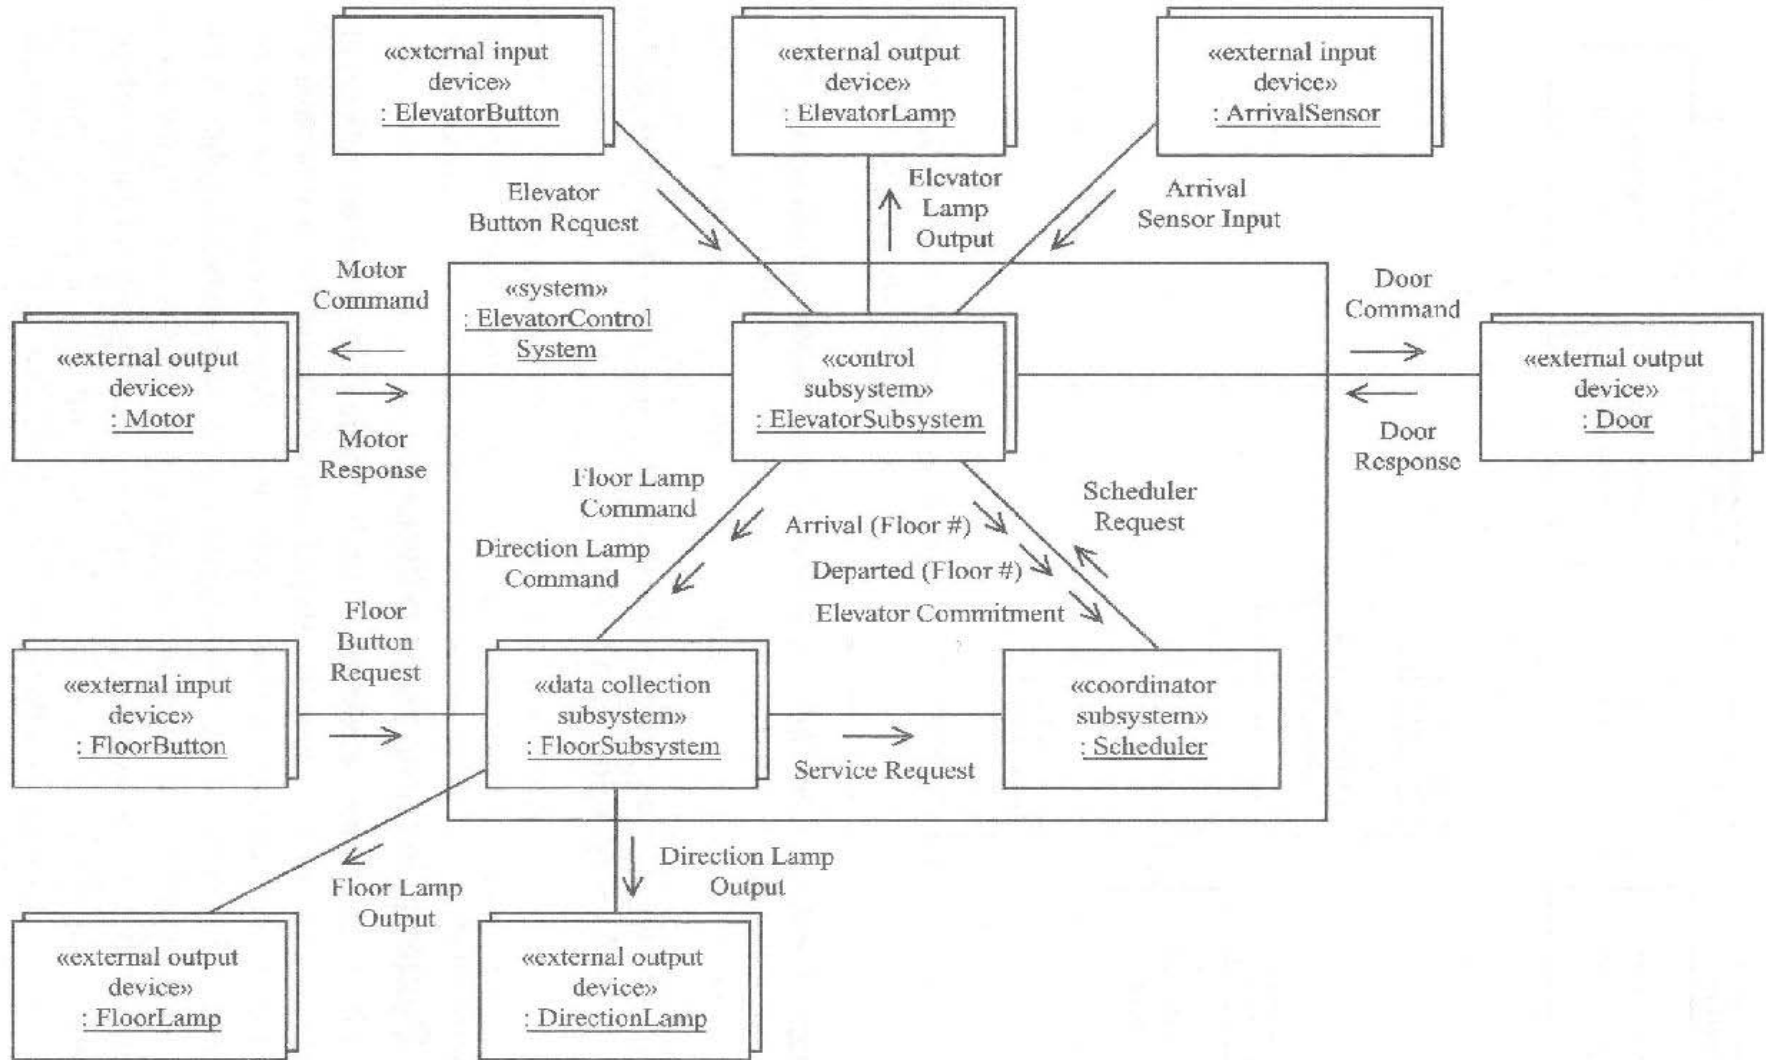 «external input
device»
: ElevatorButton
«external output
device»
: ElevatorLamp
«external input
device»
: ArrivalSensor
Elevator
Button Request
Elevator
Lamp
Output
Arrival
Sensor Input
Motor
Command
«system»
: ElevatorControl
System
Door
Command
«external output
device»
: Motor
«control
subsystem»
: ElevatorSubsystem
«external output
device»
: Door
Motor
Response
Door
Response
Floor Lamp
Command
Arrival (Floor #)
Scheduler
Request
Direction Lamp
Command
Departed (Floor #)
Elevator Commitment
Floor
Button
Request
«external input
device»
: FloorButton
«data collection
subsystem»
: FloorSubsystem
«coordinator
subsystem»
: Scheduler
Service Request
Floor Lamp
Output
Direction Lamp
Output
«external output
device»
: FloorLamp
«external output
device»
: DirectionLamp